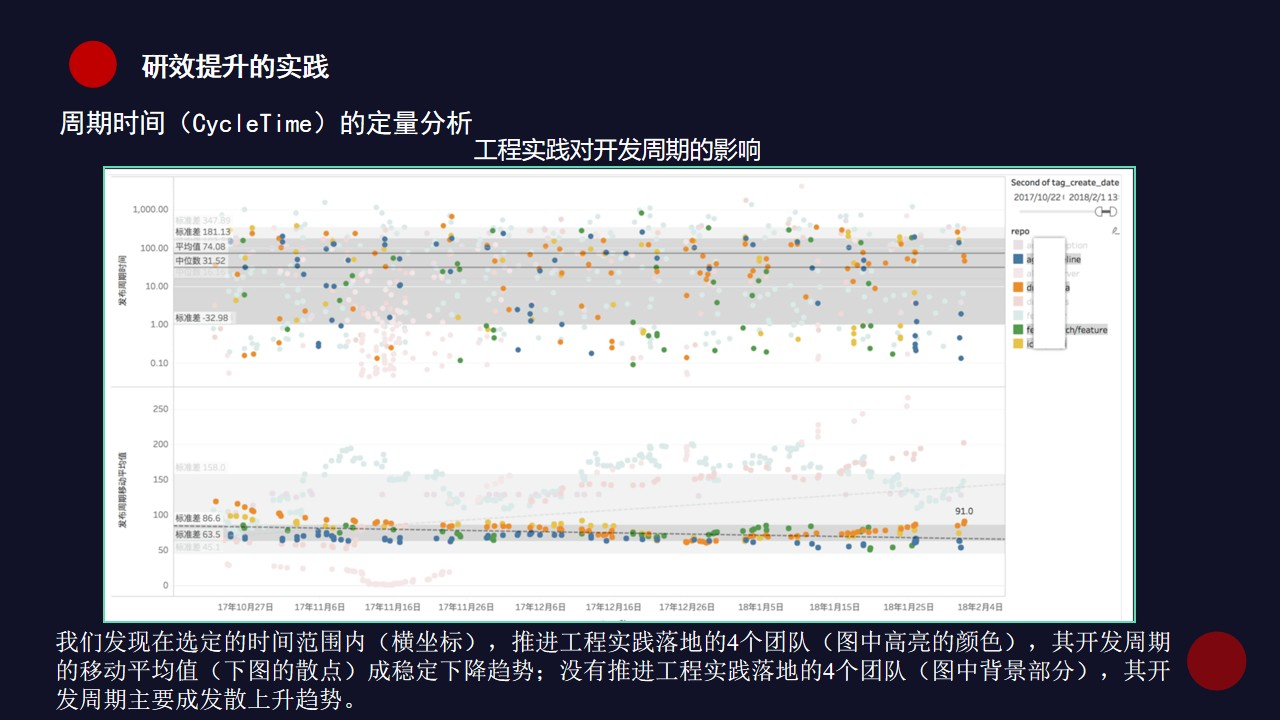 研效提升的实践
周期时间（CycleTime）的定量分析
工程实践对开发周期的影响
Second of tag_create_date
2017/10/22 2018/2/1 13
repo
feature
发布周期时间
1,000.00
100.00
10.00
1.00
0.10
标准差 347.89
标准差 181.13
平均值 74.08
中位数 31.52
标准差 -32.98
发布周期移动平均值
250
200
150
100
50
0
标准差 158.0
标准差 86.6
标准差 63.5
标准差 45.1
91.0
17年10月27日 17年11月6日 17年11月16日 17年11月26日 17年12月6日 17年12月16日 17年12月26日 18年1月5日 18年1月15日 18年1月25日 18年2月4日
我们发现在选定的时间范围内（横坐标），推进工程实践落地的4个团队（图中高亮的颜色），其开发周期
的移动平均值（下图的散点）成稳定下降趋势；没有推进工程实践落地的4个团队（图中背景部分），其开
发周期主要成发散上升趋势。